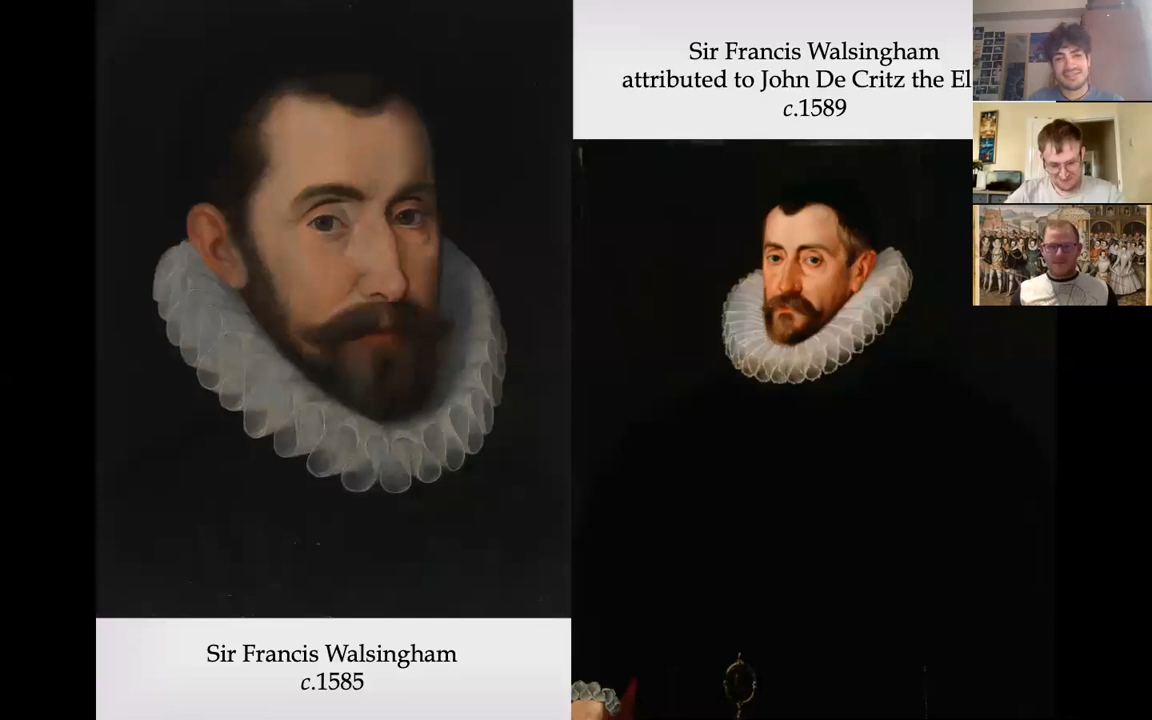 Sir Francis Walsingham
attributed to John De Critz the El
c.1589
Sir Francis Walsingham
c.1585